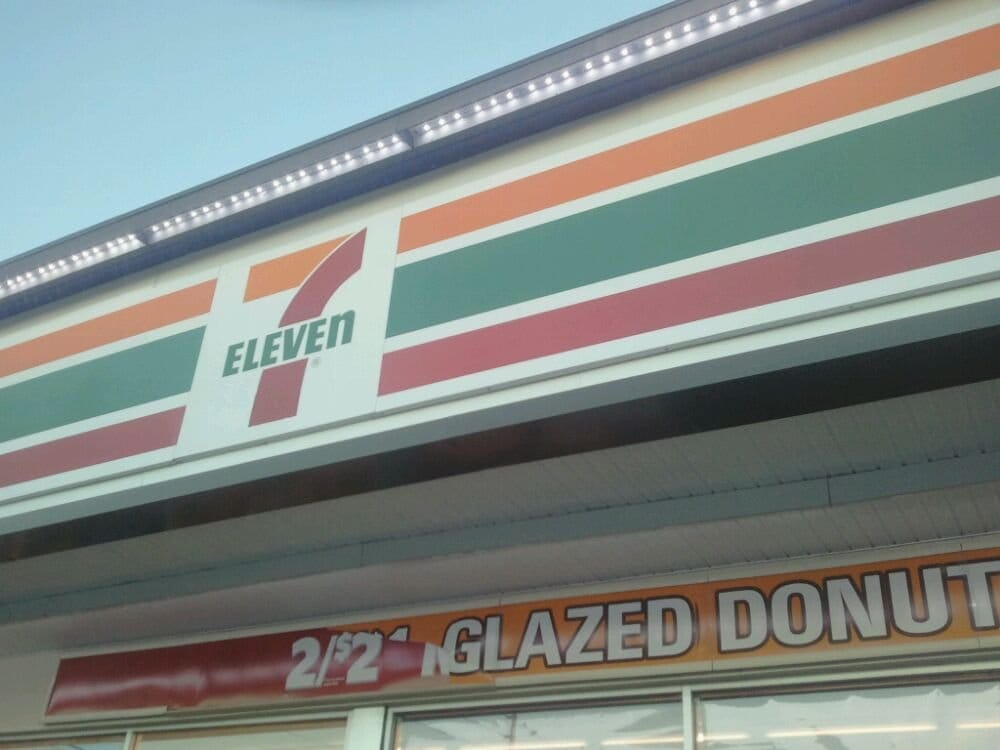 7
ELEVEn
®
2/$2 GLAZED DONUT